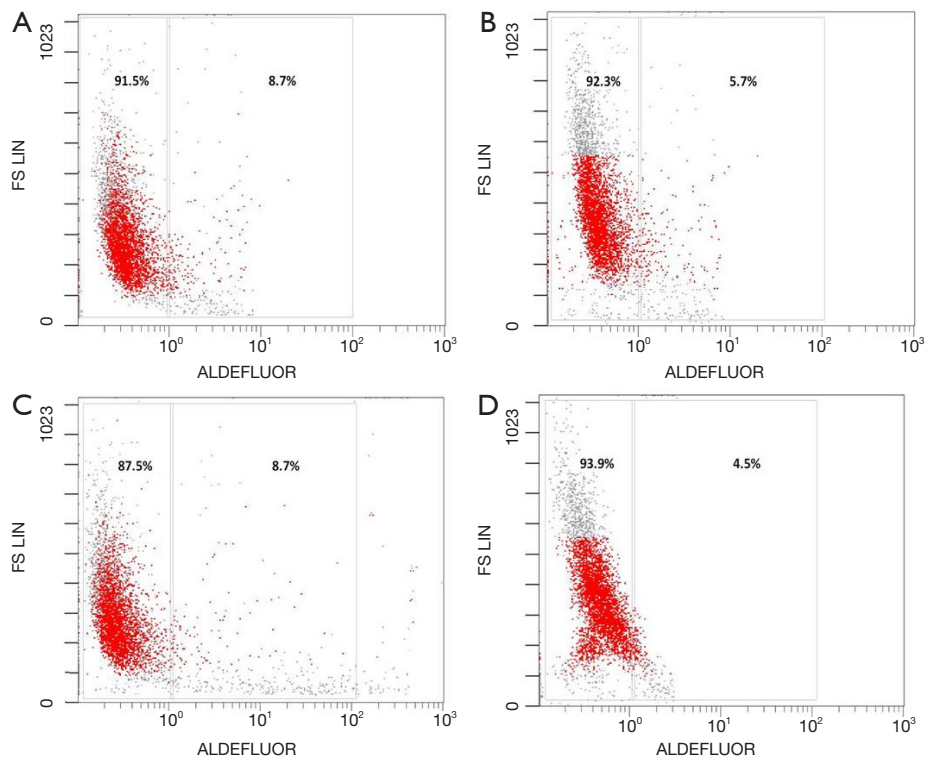 A
1023
91.5% 8.7%
FS LIN
0
10⁰ 10¹ 10² 10³
ALDEFLUOR
B
1023
92.3% 5.7%
FS LIN
0
10⁰ 10¹ 10² 10³
ALDEFLUOR
C
1023
87.5% 8.7%
FS LIN
0
10⁰ 10¹ 10² 10³
ALDEFLUOR
D
1023
93.9% 4.5%
FS LIN
0
10⁰ 10¹ 10² 10³
ALDEFLUOR